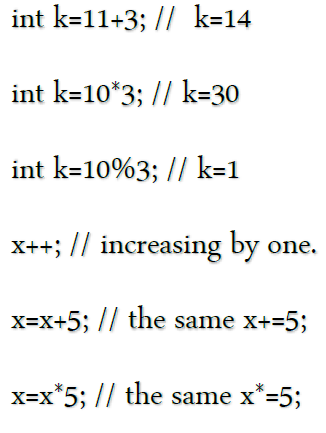 int k=11+3; // k=14
int k=10*3; // k=30
int k=10%3; // k=1
x++; // increasing by one.
x=x+5; // the same x+=5;
x=x*5; // the same x*=5;